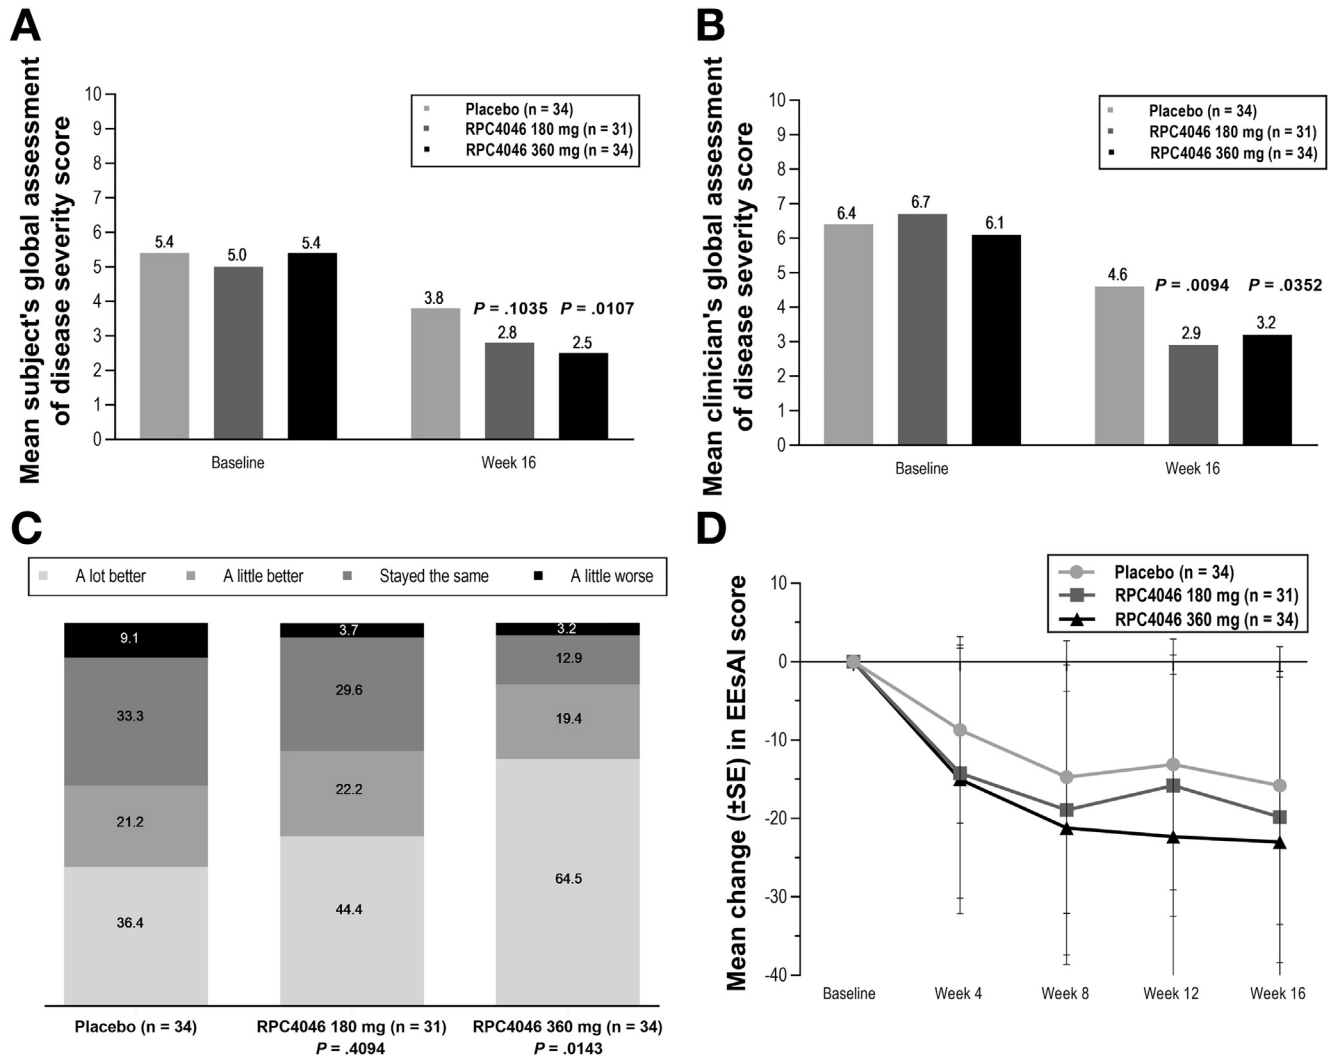 A
Mean subject's global assessment
of disease severity score
10
9
8
7
6
5
4
3
2
1
0
Placebo (n = 34)
RPC4046 180 mg (n = 31)
RPC4046 360 mg (n = 34)
5.4
5.0
5.4
3.8
P = .1035
P = .0107
2.8
2.5
Baseline
Week 16
B
Mean clinician's global assessment
of disease severity score
10
9
8
7
6
5
4
3
2
1
0
Placebo (n = 34)
RPC4046 180 mg (n = 31)
RPC4046 360 mg (n = 34)
6.4
6.7
6.1
4.6
P = .0094
P = .0352
2.9
3.2
Baseline
Week 16
C
A lot better
A little better
Stayed the same
A little worse
9.1
33.3
21.2
36.4
3.7
29.6
22.2
44.4
3.2
12.9
19.4
64.5
Placebo (n = 34)
RPC4046 180 mg (n = 31)
P = .4094
RPC4046 360 mg (n = 34)
P = .0143
D
Mean change (±SE) in EEsAI score
10
0
-10
-20
-30
-40
Placebo (n = 34)
RPC4046 180 mg (n = 31)
RPC4046 360 mg (n = 34)
Baseline
Week 4
Week 8
Week 12
Week 16